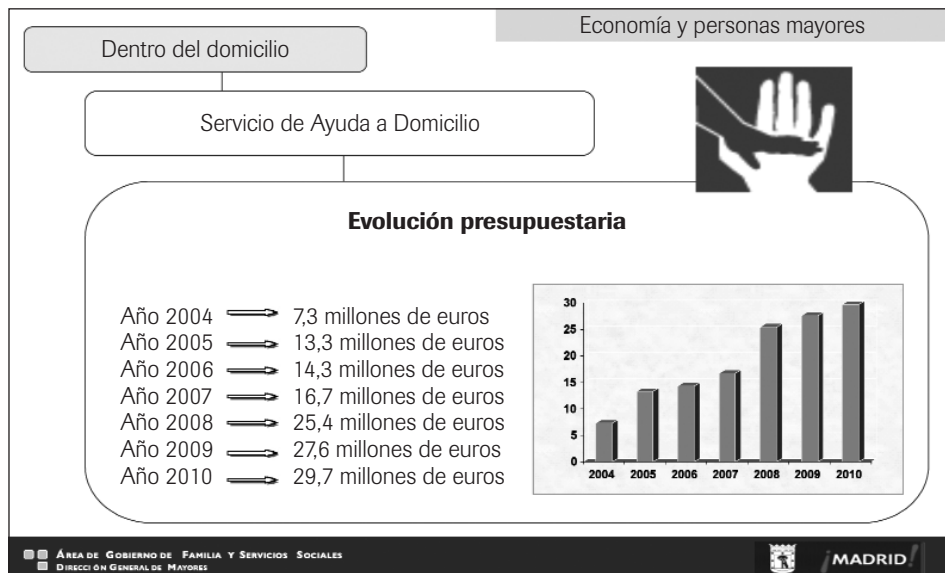 Economía y personas mayores
Dentro del domicilio
Servicio de Ayuda a Domicilio
Evolución presupuestaria
Año 2004 7,3 millones de euros
Año 2005 13,3 millones de euros
Año 2006 14,3 millones de euros
Año 2007 16,7 millones de euros
Año 2008 25,4 millones de euros
Año 2009 27,6 millones de euros
Año 2010 29,7 millones de euros
30
25
20
15
10
5
0
2004 2005 2006 2007 2008 2009 2010
ÁREA DE GOBIERNO DE FAMILIA Y SERVICIOS SOCIALES
DIRECCIÓN GENERAL DE MAYORES
¡MADRID!